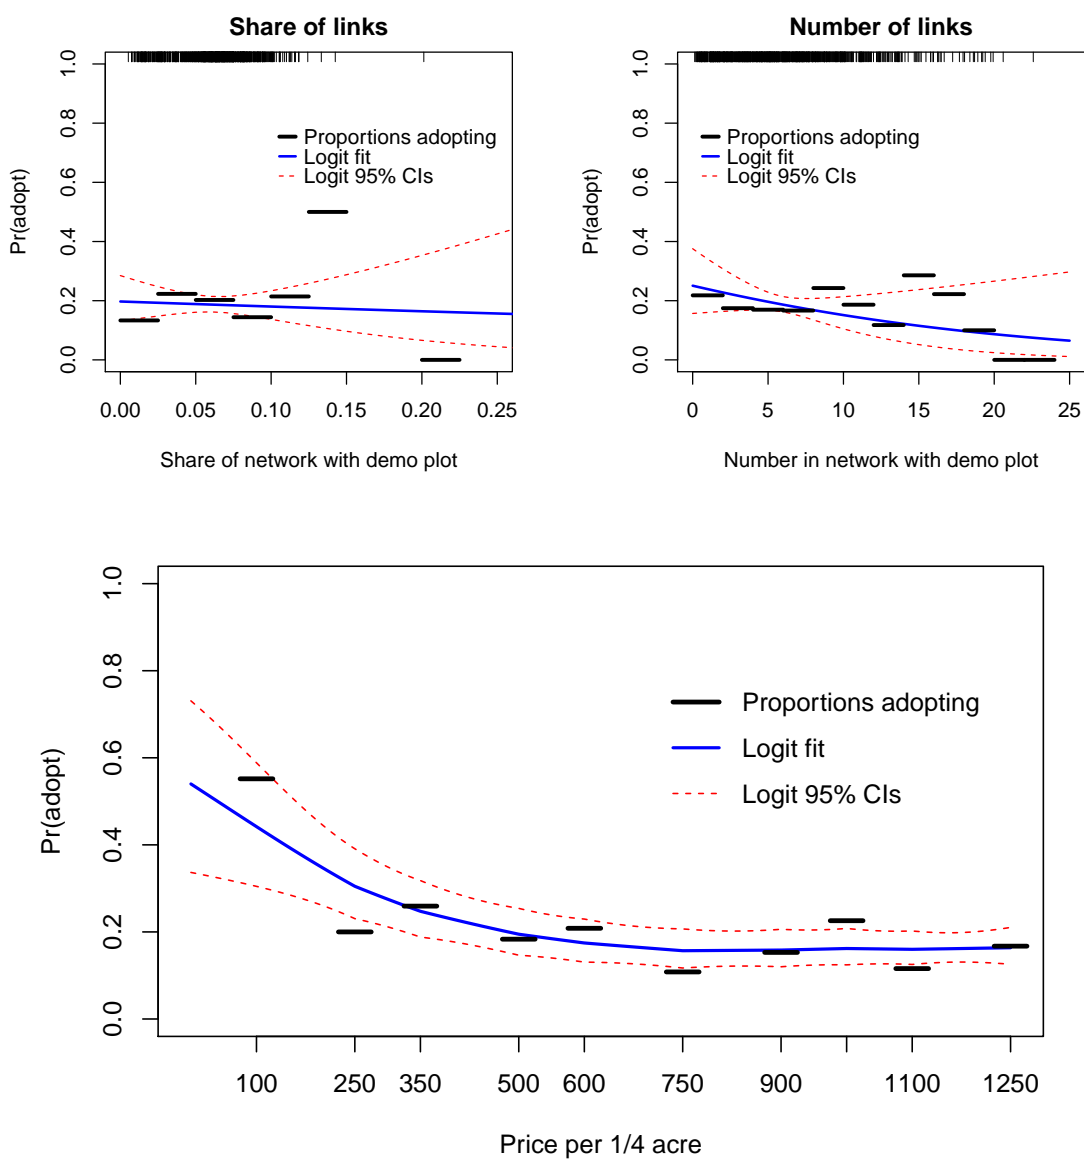 Share of links
1.0
0.8
0.6
0.4
0.2
0.0
Pr(adopt)
Proportions adopting
Logit fit
Logit 95% CIs
0.00 0.05 0.10 0.15 0.20 0.25
Share of network with demo plot
Number of links
1.0
0.8
0.6
0.4
0.2
0.0
Pr(adopt)
Proportions adopting
Logit fit
Logit 95% CIs
0 5 10 15 20 25
Number in network with demo plot
1.0
0.8
0.6
0.4
0.2
0.0
Pr(adopt)
Proportions adopting
Logit fit
Logit 95% CIs
100 250 350 500 600 750 900 1100 1250
Price per 1/4 acre